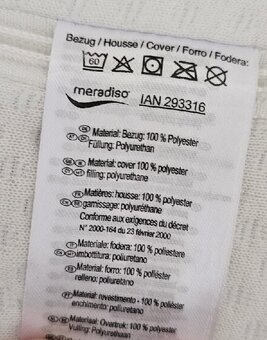 Bezug / Housse / Cover / Forro / Fodera:
60
meradiso IAN 293316
Material: Bezug: 100 % Polyester
Füllung: Polyurethan
Material: cover 100 % polyester
filling: polyurethane
Matières: housse: 100 % polyester
garnissage: polyuréthane
Conforme aux exigences du décret
N° 2000-164 du 23 février 2000
Materiale: fodera: 100 % poliestere
imbottitura: poliuretano
Material: forro: 100 % poliéster
relleno: poliuretano
Material: revestimento - 100 % poliéster
enchimento: poliuretano
Materiaal: Overtrek: 100 % polyester
Vulling: Polyurethaan